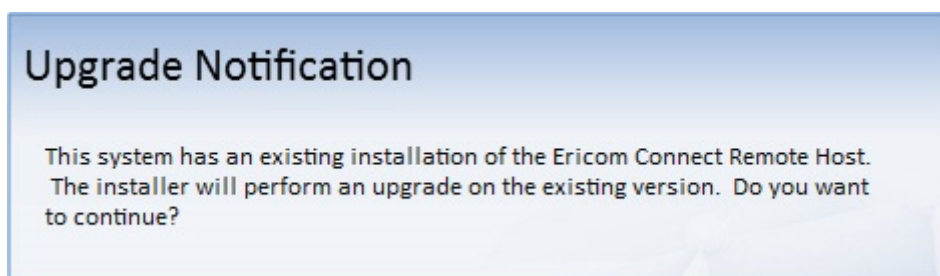 Upgrade Notification
This system has an existing installation of the Ericom Connect Remote Host.
The installer will perform an upgrade on the existing version.  Do you want
to continue?